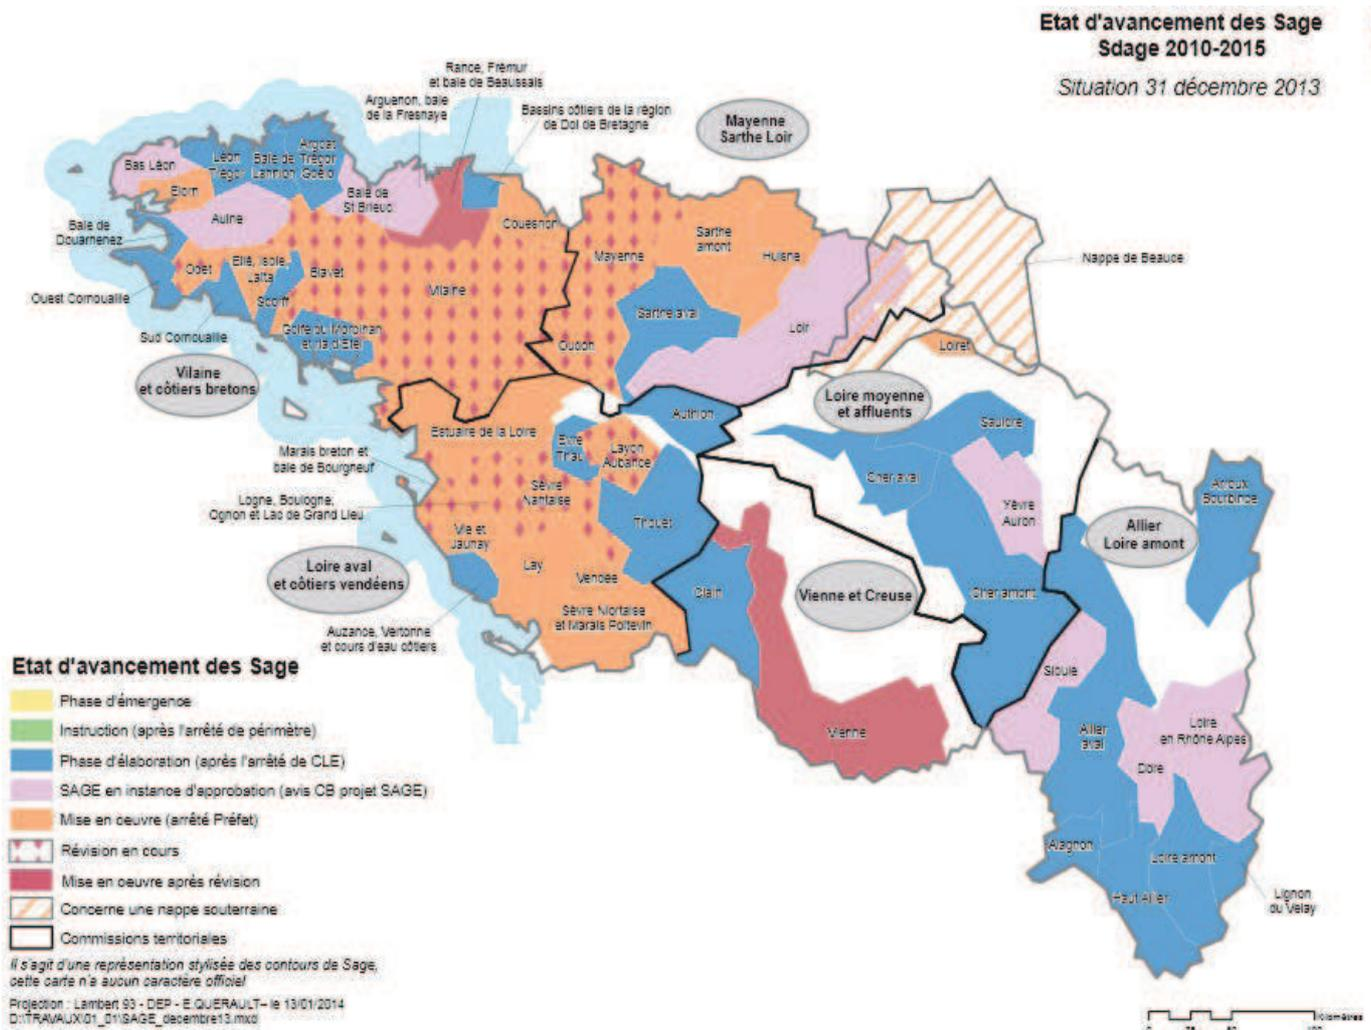 Etat d'avancement des Sage
Sdage 2010-2015
Situation 31 décembre 2013
Rance, Frémur
et baie de Beaussais
Arguenon, baie
de la Fresnaye
Bassins côtiers de la région
de Dol de Bretagne
Mayenne
Sarthe Loir
Bas Léon
Léon
Trégor
Baie de
Lannion
Argoat
Trégor
Goëlo
Elorn
Aulne
Baie de
St Brieuc
Couesnon
Baie de
Douarnenez
Odet
Ellé, Isole,
Laïta
Scorff
Blavet
Vilaine
Mayenne
Sarthe
amont
Huisne
Nappe de Beauce
Ouest Cornouaille
Sud Cornouaille
Golfe du Morbihan
et ria d'Etel
Sartre aval
Loir
Oudon
Loiret
Vilaine
et côtiers bretons
Loire moyenne
et affluents
Authion
Sauldre
Estuaire de la Loire
Evre
Thau
Layon
Aubance
Marais breton et
baie de Bourgneuf
Cher aval
Arroux
Bourbince
Logne, Boulogne,
Ognon et Lac de Grand Lieu
Sèvre
Nantaise
Yèvre
Auron
Thouet
Vie et
Jaunay
Allier
Loire amont
Loire aval
et côtiers vendéens
Lay
Vendée
Clain
Vienne et Creuse
Cher amont
Sèvre Niortaise
et Marais Poitevin
Auzance, Vertonne
et cours d'eau côtiers
Sioule
Vienne
Allier
aval
Loire
en Rhône Alpes
Dore
Alagnon
Loire amont
Haut Allier
Lignon
du Velay
Etat d'avancement des Sage
Phase d'émergence
Instruction (après l'arrêté de périmètre)
Phase d'élaboration (après l'arrêté de CLE)
SAGE en instance d'approbation (avis CB projet SAGE)
Mise en oeuvre (arrêté Préfet)
Révision en cours
Mise en oeuvre après révision
Concerne une nappe souterraine
Commissions territoriales
Il s'agit d'une représentation stylisée des contours de Sage,
cette carte n'a aucun caractère officiel
Projection : Lambert 93 - DEP - E.QUERAULT– le 13/01/2014
D:\TRAVAUX\01_01\SAGE_decembre13.mxd
Kilomètres